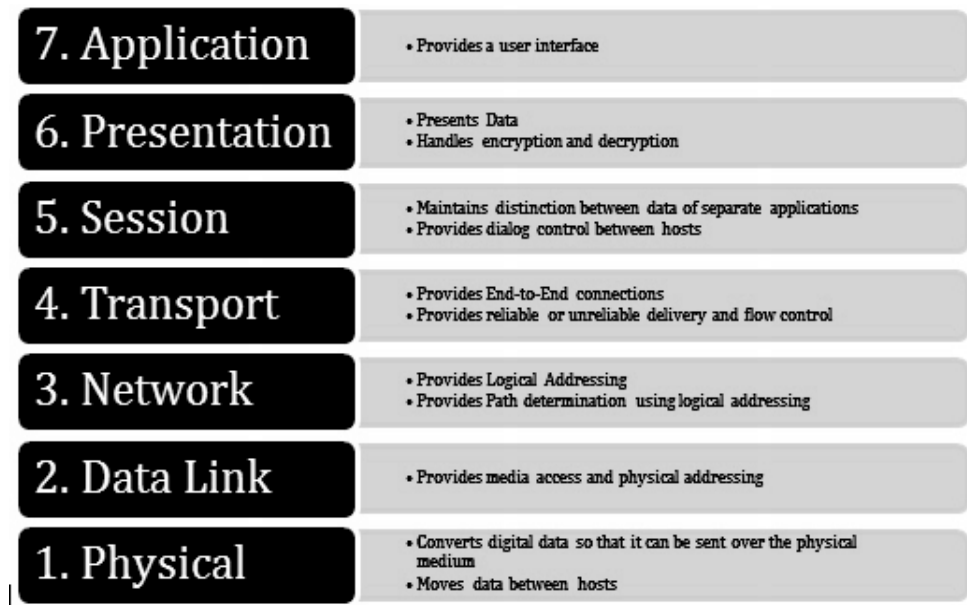 7. Application
• Provides a user interface
6. Presentation
• Presents Data
• Handles encryption and decryption
5. Session
• Maintains distinction between data of separate applications
• Provides dialog control between hosts
4. Transport
• Provides End-to-End connections
• Provides reliable or unreliable delivery and flow control
3. Network
• Provides Logical Addressing
• Provides Path determination using logical addressing
2. Data Link
• Provides media access and physical addressing
1. Physical
• Converts digital data so that it can be sent over the physical
medium
• Moves data between hosts